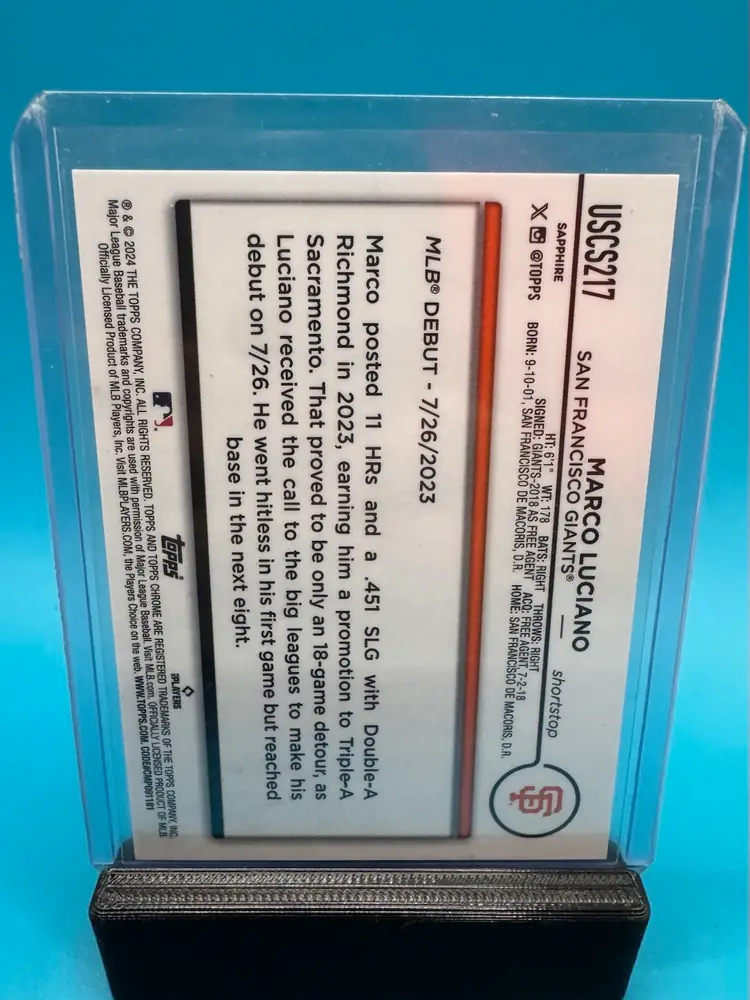 USCS217
SAPPHIRE
@TOPPS
MARCO LUCIANO
SAN FRANCISCO GIANTS®
shortstop
HT: 6'1" WT: 178 BATS: RIGHT THROWS: RIGHT
SIGNED: GIANTS-2018 AS FREE AGENT ACQ: FREE AGENT, 7-2-18
BORN: 9-10-01, SAN FRANCISCO DE MACORIS, D.R. HOME: SAN FRANCISCO DE MACORIS, D.R.
SF
MLB® DEBUT - 7/26/2023
Marco posted 11 HRs and a .451 SLG with Double-A
Richmond in 2023, earning him a promotion to Triple-A
Sacramento. That proved to be only an 18-game detour, as
Luciano received the call to the big leagues to make his
debut on 7/26. He went hitless in his first game but reached
base in the next eight.
topps®
PLAYERS
® & © 2024 THE TOPPS COMPANY, INC. ALL RIGHTS RESERVED. TOPPS AND TOPPS CHROME ARE REGISTERED TRADEMARKS OF THE TOPPS COMPANY, INC.
Major League Baseball trademarks and copyrights are used with permission of Major League Baseball. Visit MLB.com. OFFICIALLY LICENSED PRODUCT OF MLB
Officially Licensed Product of MLB Players, Inc. Visit MLBPLAYERS.COM, the Players Choice on the web. WWW.TOPPS.COM. CODE#CMP091181